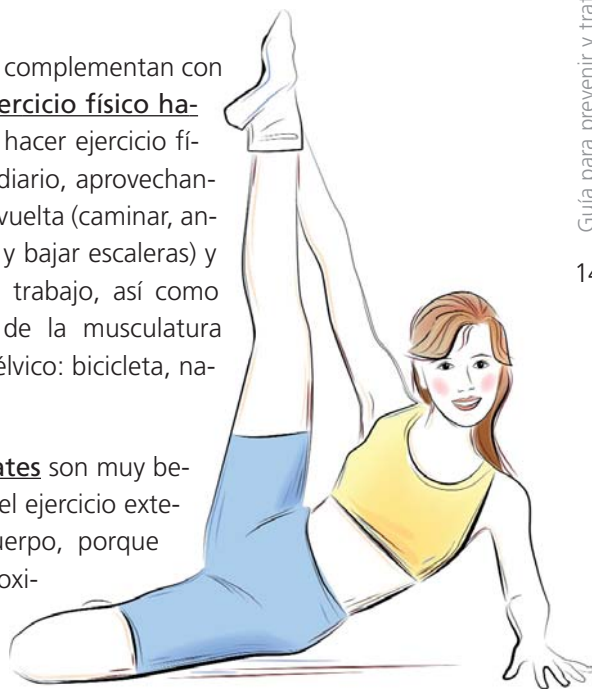 complementan con
ercicio físico ha-
hacer ejercicio fí-
diario, aprovechan-
vuelta (caminar, an-
y bajar escaleras) y
trabajo, así como
de la musculatura
élvico: bicicleta, na-
ates son muy be-
el ejercicio exte-
uerpo, porque
oxi-
Guía para prevenir y trat
14